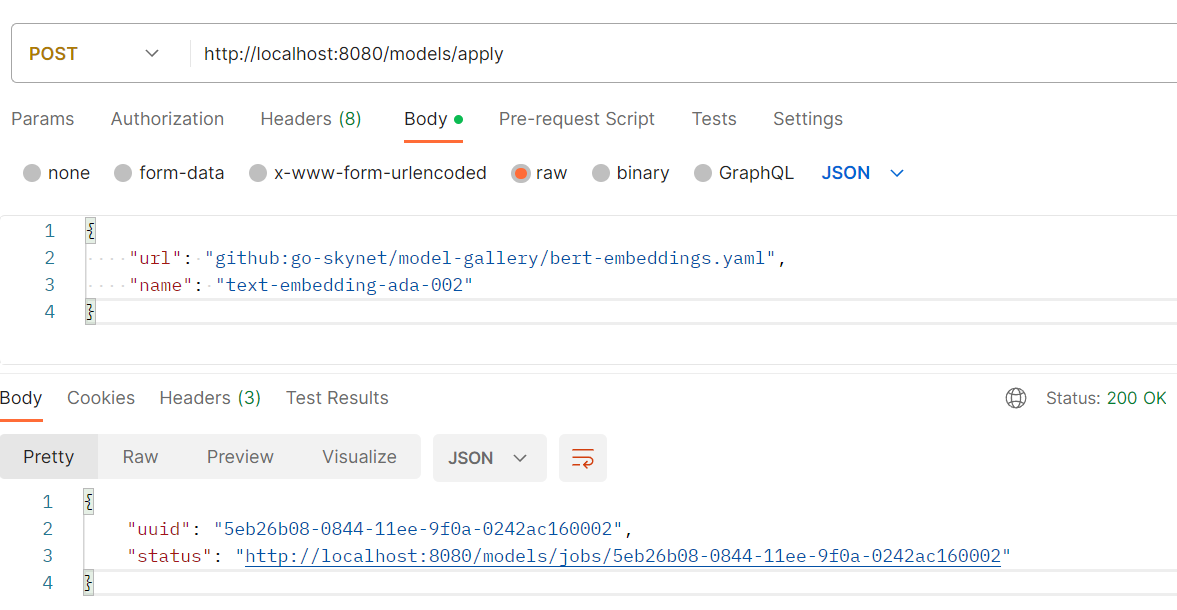 POST http://localhost:8080/models/apply
Params Authorization Headers (8) Body Pre-request Script Tests Settings
none form-data x-www-form-urlencoded raw binary GraphQL JSON
1 {
2 "url": "github:go-skynet/model-gallery/bert-embeddings.yaml",
3 "name": "text-embedding-ada-002"
4 }
Body Cookies Headers (3) Test Results Status: 200 OK
Pretty Raw Preview Visualize JSON
1 {
2 "uuid": "5eb26b08-0844-11ee-9f0a-0242ac160002",
3 "status": "http://localhost:8080/models/jobs/5eb26b08-0844-11ee-9f0a-0242ac160002"
4 }